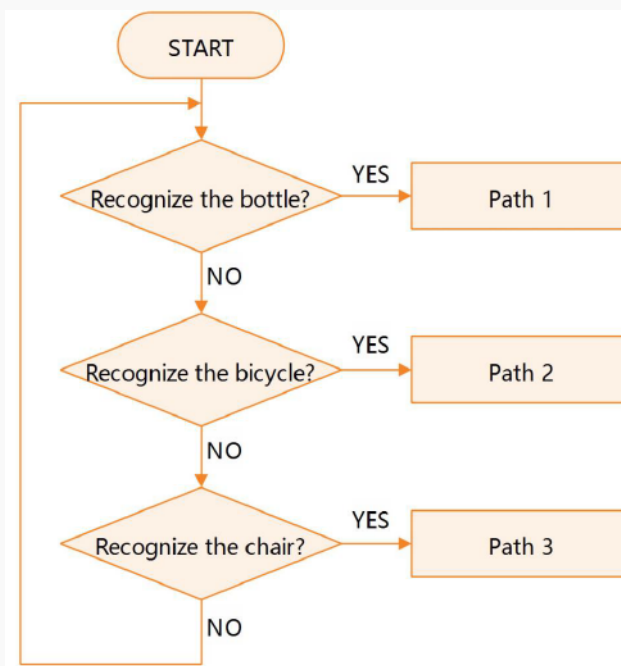 START
Recognize the bottle?
YES
Path 1
NO
Recognize the bicycle?
YES
Path 2
NO
Recognize the chair?
YES
Path 3
NO